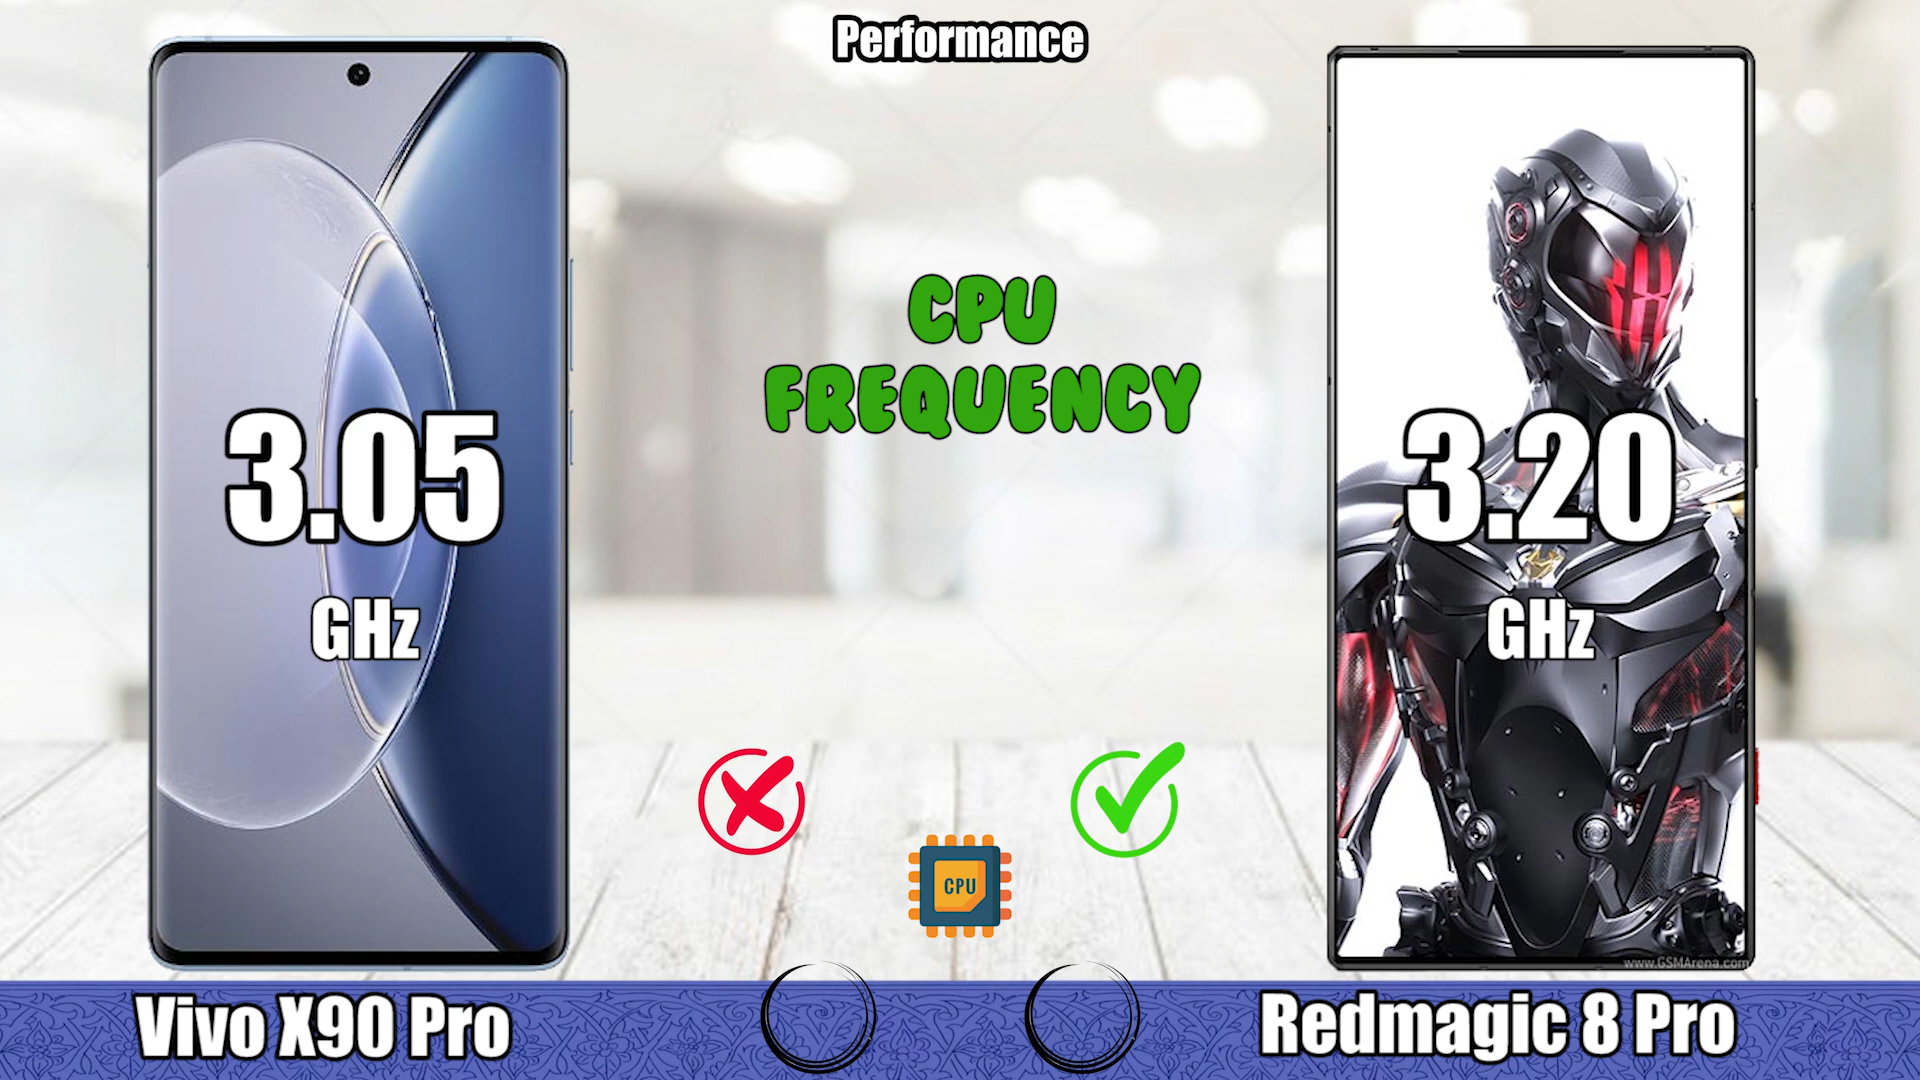 Performance
CPU
FREQUENCY
3.05
GHz
3.20
GHz
CPU
www.GSMArena.com
Vivo X90 Pro
Redmagic 8 Pro